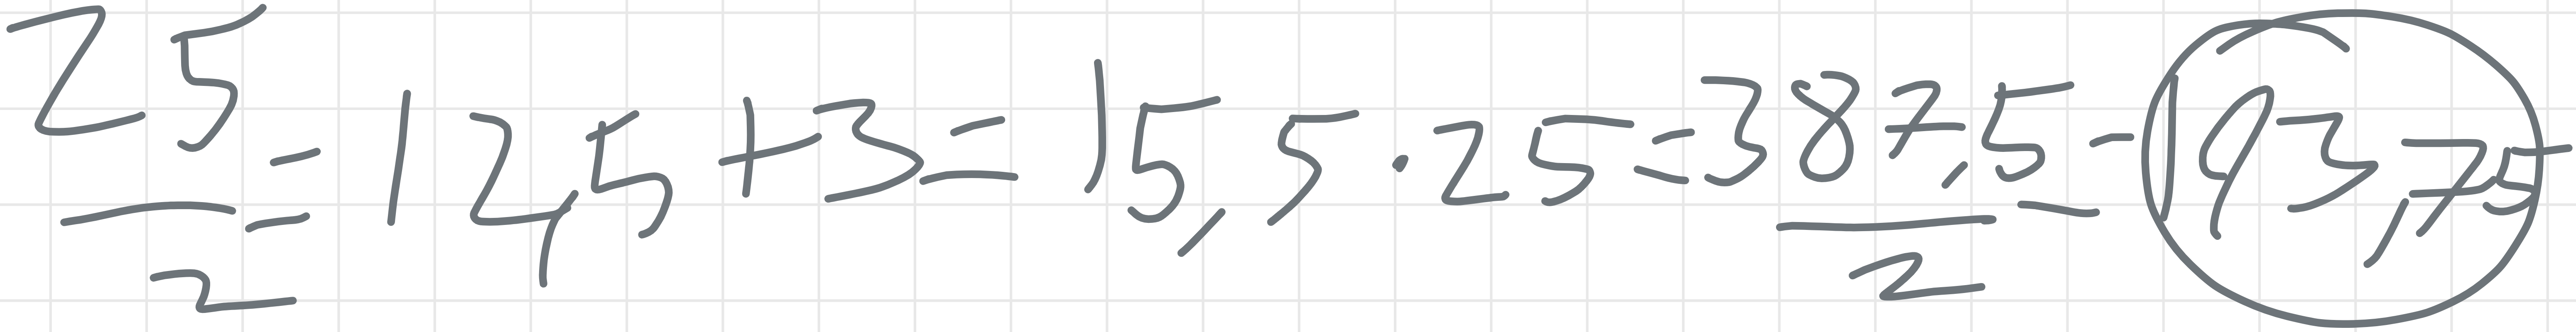 25/2 = 12,5 + 3 = 15,5 · 25 = 387,5/2 = 193,75